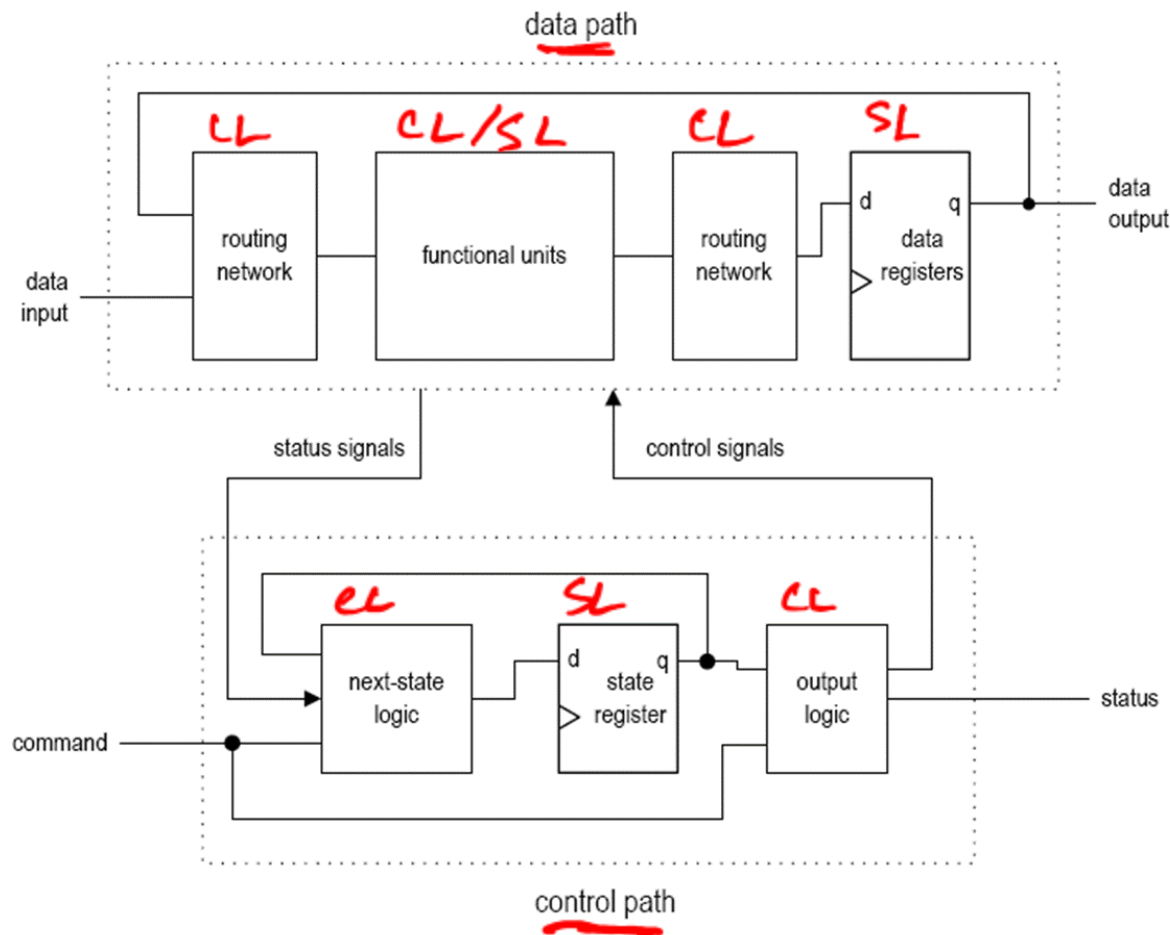 data path
CL
CL/SL
CL
SL
d
q
data
output
routing
network
functional units
routing
network
data
registers
data
input
status signals
control signals
CL
SL
CL
d
q
next-state
logic
state
register
output
logic
status
command
control path